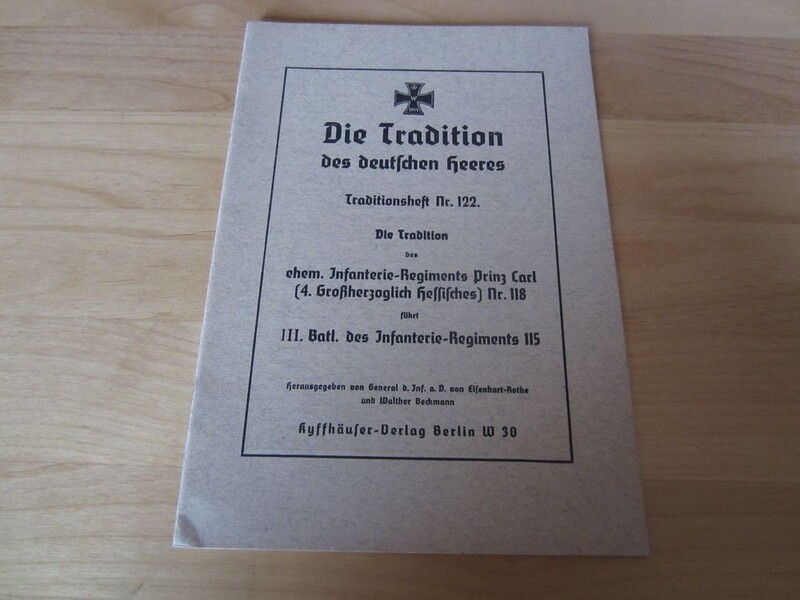 W
1914
Die Tradition
des deutſchen Heeres
Traditionsheft Nr. 122.
Die Tradition
des
ehem. Infanterie-Regiments Prinz Carl
(4. Großherzoglich Heſſiſches) Nr. 118
führt
III. Batl. des Infanterie-Regiments 115
Herausgegeben von General d. Inf. a. D. von Eiſenhart-Rothe
und Walther Beckmann
Kyffhäuſer-Verlag Berlin W 30